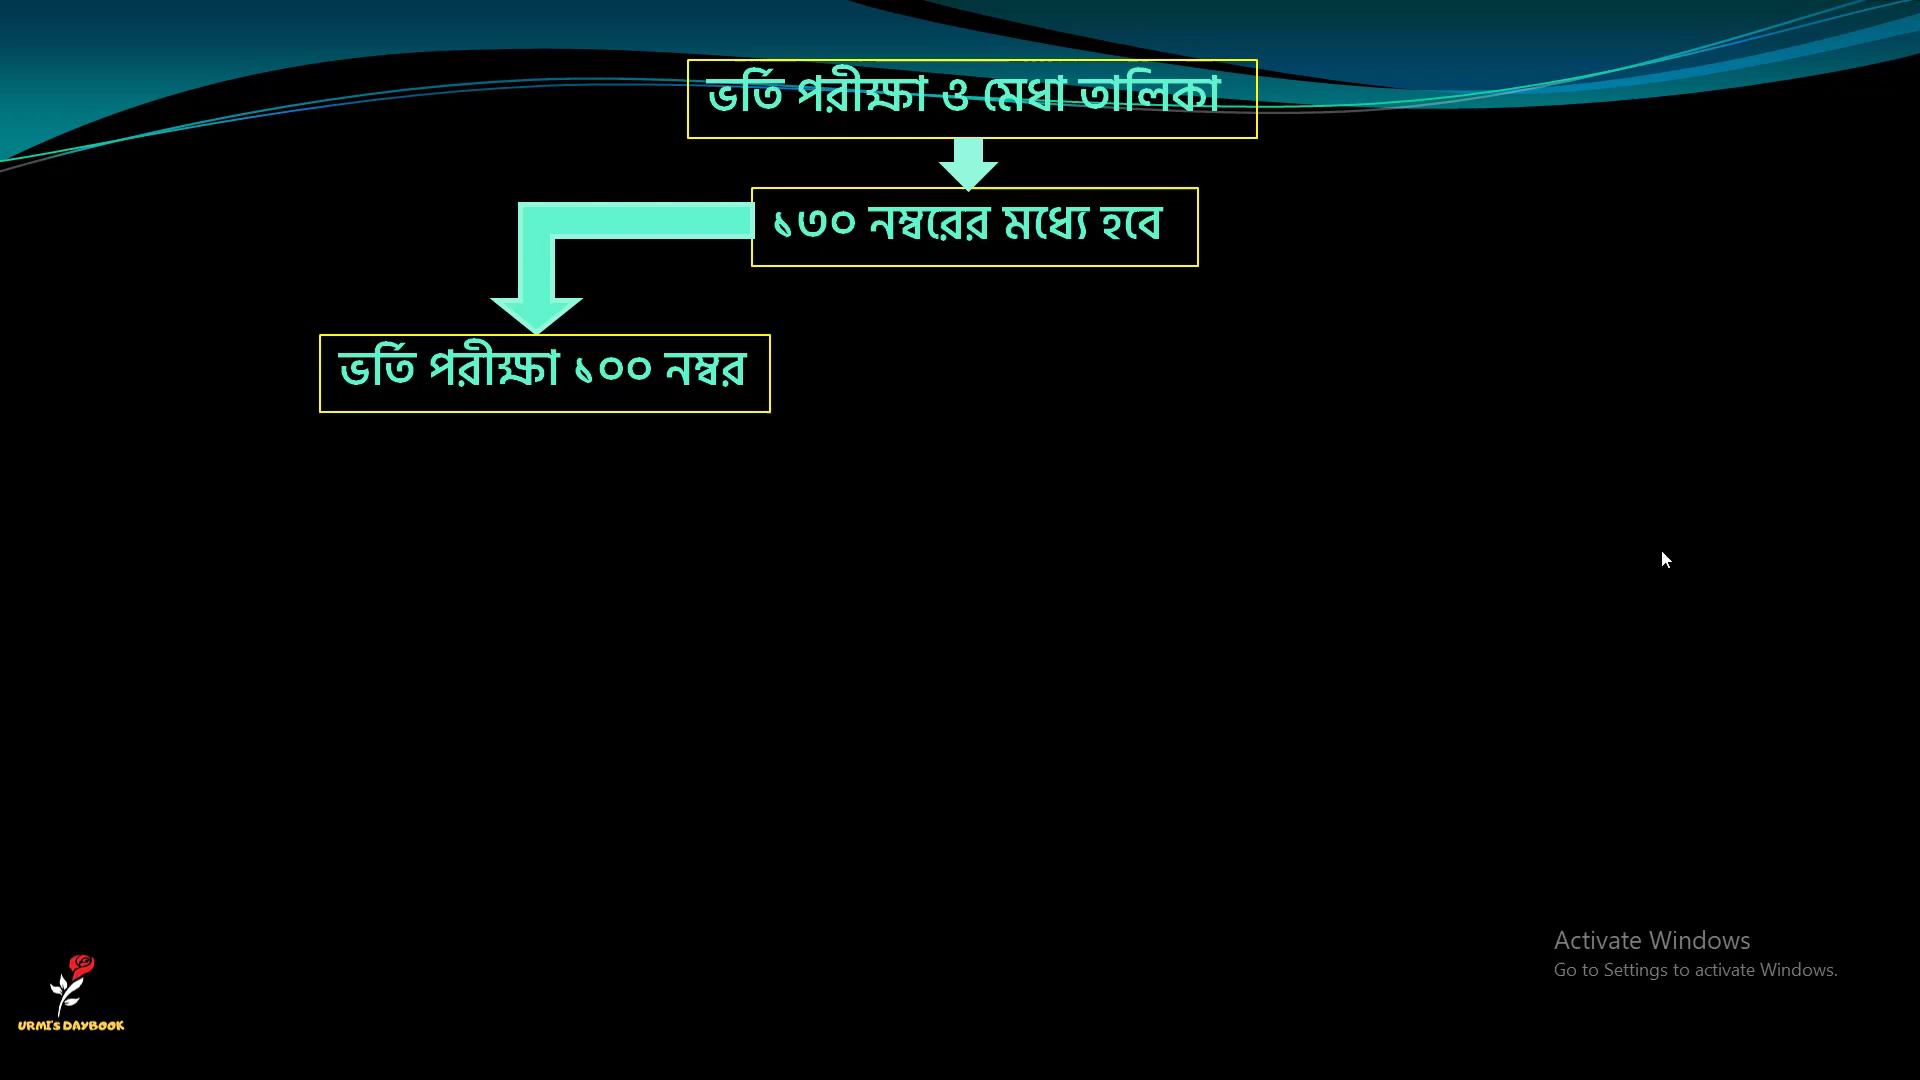 ভর্তি পরীক্ষা ও মেধা তালিকা
১৩০ নম্বরের মধ্যে হবে
ভর্তি পরীক্ষা ১০০ নম্বর
Activate Windows
Go to Settings to activate Windows.
URMI'S DAYBOOK